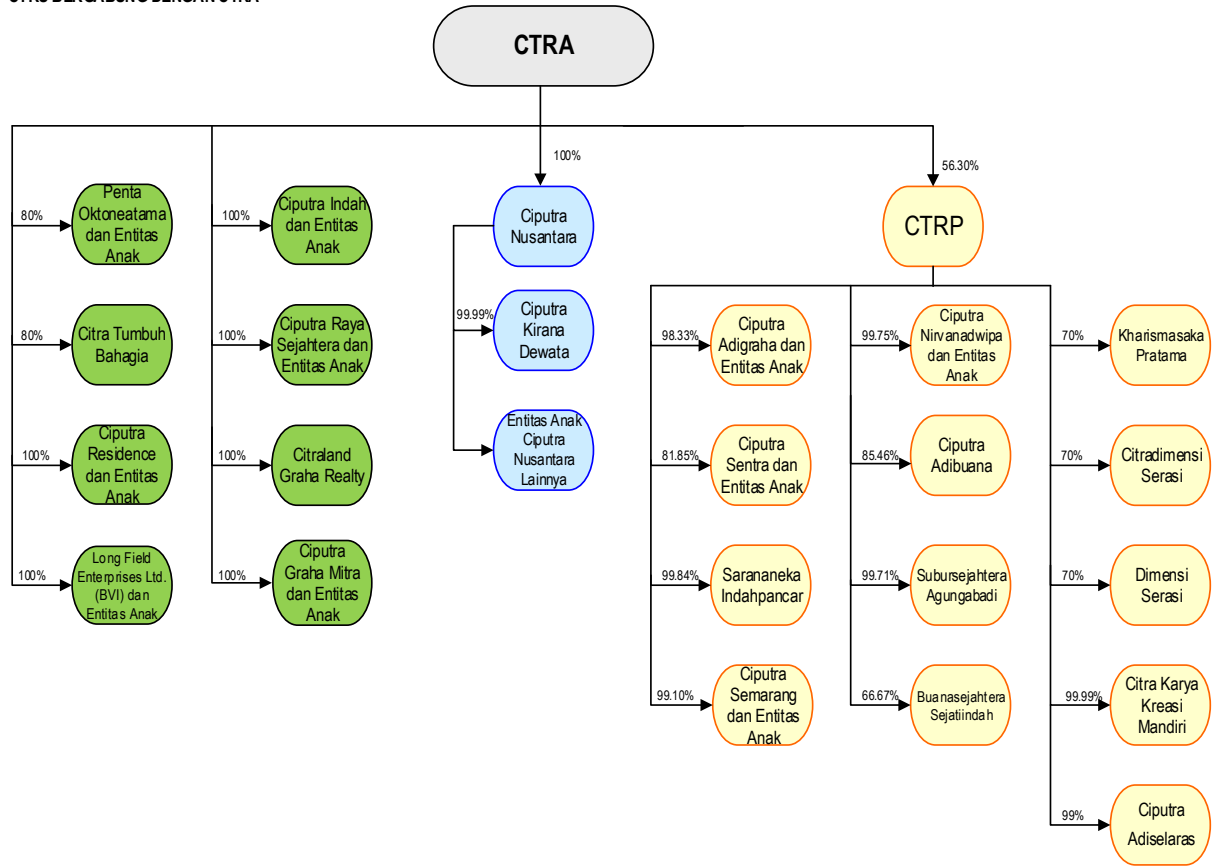 BERGABUNG DENGAN CTRA
CTRA
100%
56.30%
80%
Penta
Oktoneatama
dan Entitas
Anak
80%
Citra Tumbuh
Bahagia
100%
Ciputra
Residence
dan Entitas
Anak
100%
Long Field
Enterprises Ltd.
(BVI) dan
Entitas Anak
100%
Ciputra Indah
dan Entitas
Anak
100%
Ciputra Raya
Sejahtera dan
Entitas Anak
100%
Citraland
Graha Realty
100%
Ciputra
Graha Mitra
dan Entitas
Anak
Ciputra
Nusantara
99.99%
Ciputra
Kirana
Dewata
Entitas Anak
Ciputra
Nusantara
Lainnya
CTRP
98.33%
Ciputra
Adigraha dan
Entitas Anak
81.85%
Ciputra
Sentra dan
Entitas Anak
99.84%
Sarananeka
Indahpancar
99.10%
Ciputra
Semarang
dan Entitas
Anak
99.75%
Ciputra
Nirvanadwipa
dan Entitas
Anak
85.46%
Ciputra
Adibuana
99.71%
Subursejahtera
Agungabadi
66.67%
Buanasejahtera
Sejatiindah
70%
Kharismasaka
Pratama
70%
Citradimensi
Serasi
70%
Dimensi
Serasi
99.99%
Citra Karya
Kreasi
Mandiri
99%
Ciputra
Adiselaras